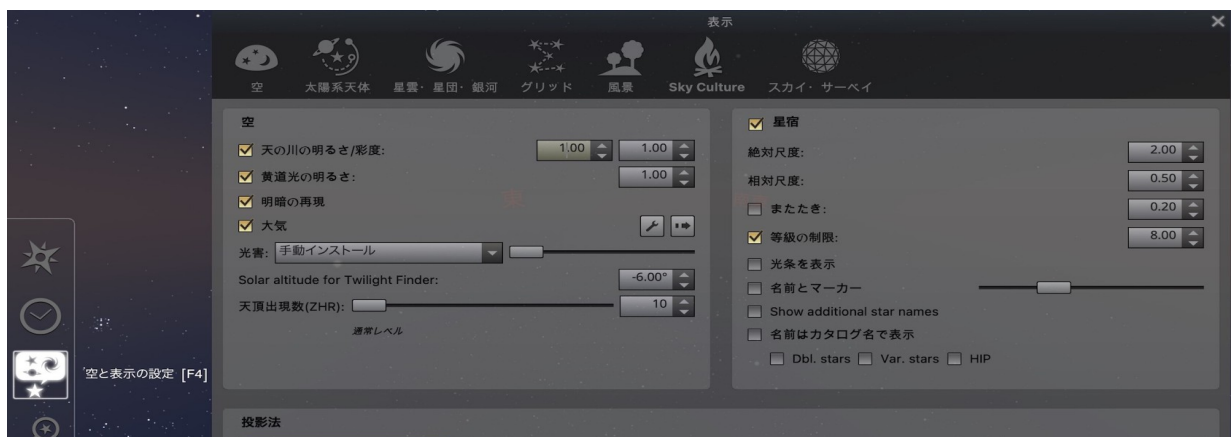 表示
空 太陽系天体 星雲・星団・銀河 グリッド 風景 Sky Culture スカイ・サーベイ
空
天の川の明るさ/彩度: 1.00 1.00
黄道光の明るさ: 1.00
明暗の再現
大気
光害: 手動インストール
Solar altitude for Twilight Finder: -6.00°
天頂出現数(ZHR): 10
通常レベル
星宿
絶対尺度: 2.00
相対尺度: 0.50
またたき: 0.20
等級の制限: 8.00
光条を表示
名前とマーカー
Show additional star names
名前はカタログ名で表示
Dbl. stars Var. stars HIP
空と表示の設定 [F4]
投影法